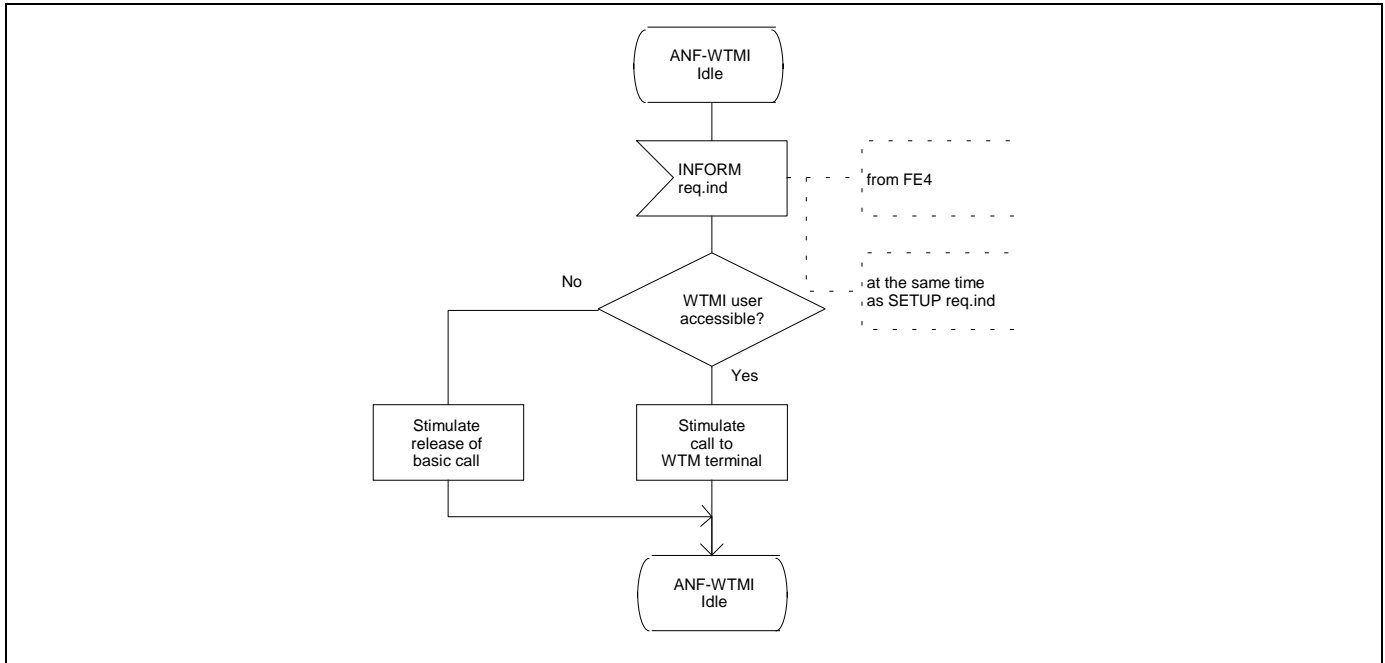 ANF-WTMI
Idle
INFORM
req.ind
from FE4
at the same time
as SETUP req.ind
No
WTMI user
accessible?
Yes
Stimulate
release of
basic call
Stimulate
call to
WTM terminal
ANF-WTMI
Idle